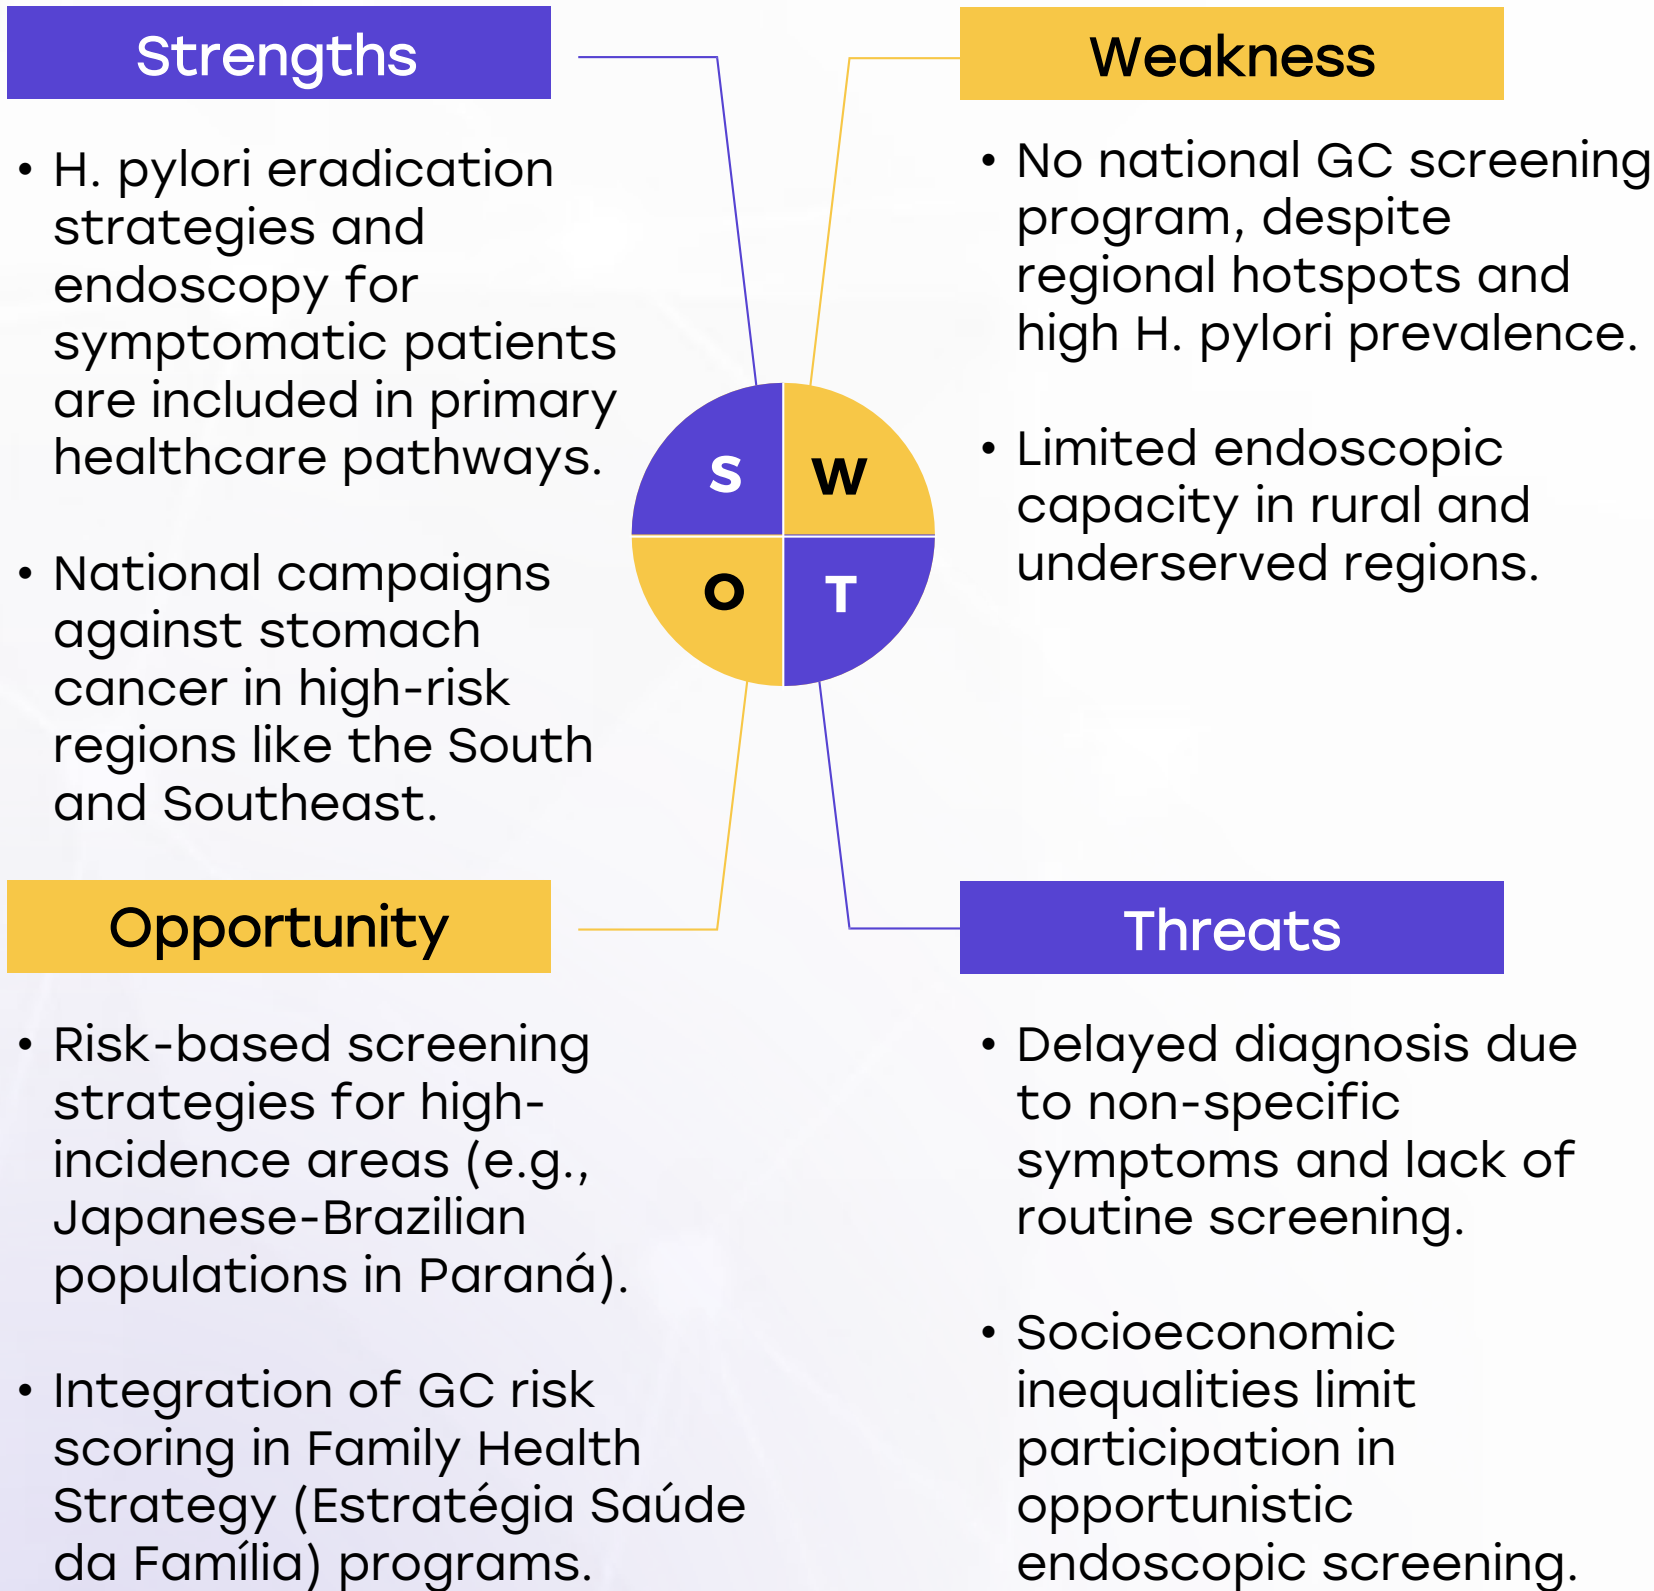 Strengths
• H. pylori eradication
strategies and
endoscopy for
symptomatic patients
are included in primary
healthcare pathways.
• National campaigns
against stomach
cancer in high-risk
regions like the South
and Southeast.
Weakness
• No national GC screening
program, despite
regional hotspots and
high H. pylori prevalence.
• Limited endoscopic
capacity in rural and
underserved regions.
S
W
O
T
Opportunity
• Risk-based screening
strategies for high-
incidence areas (e.g.,
Japanese-Brazilian
populations in Paraná).
• Integration of GC risk
scoring in Family Health
Strategy (Estratégia Saúde
da Família) programs.
Threats
• Delayed diagnosis due
to non-specific
symptoms and lack of
routine screening.
• Socioeconomic
inequalities limit
participation in
opportunistic
endoscopic screening.